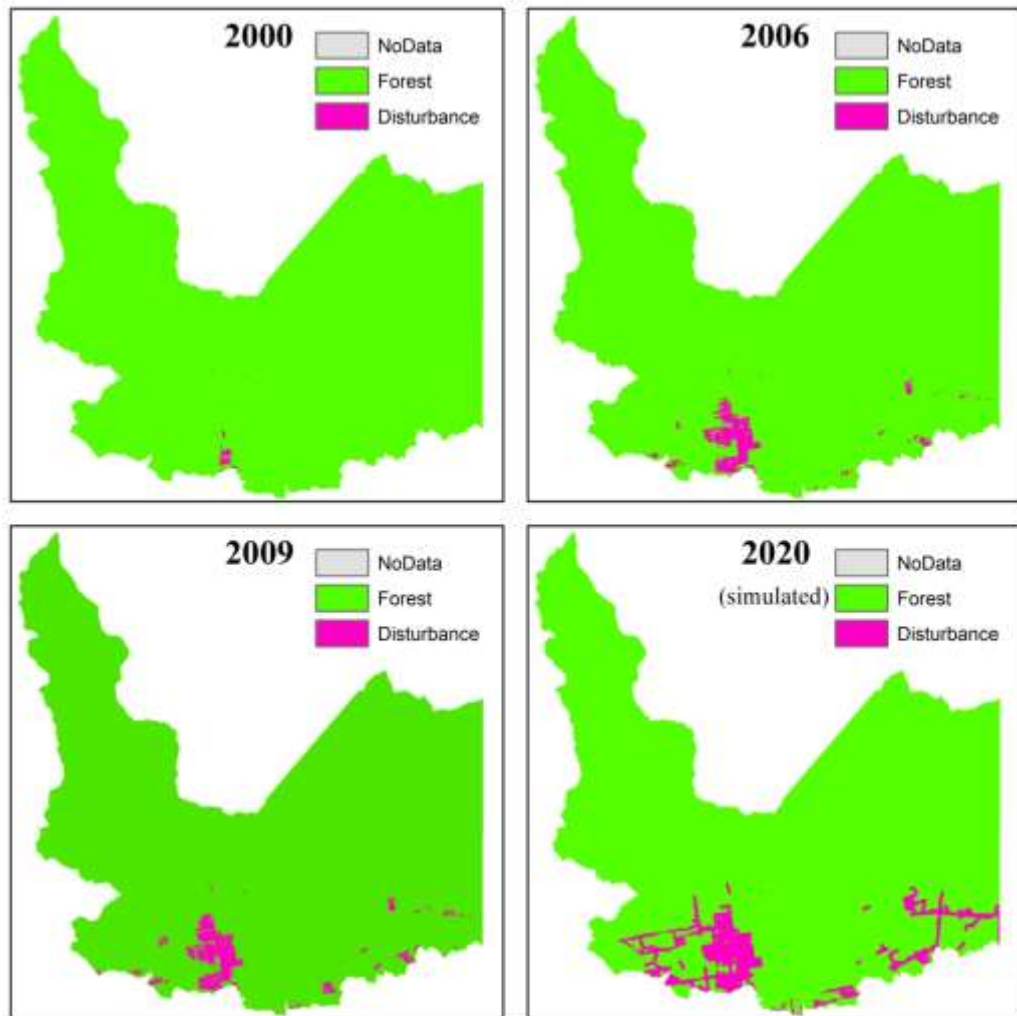 2000
NoData
Forest
Disturbance
2006
NoData
Forest
Disturbance
2009
NoData
Forest
Disturbance
2020
(simulated)
NoData
Forest
Disturbance